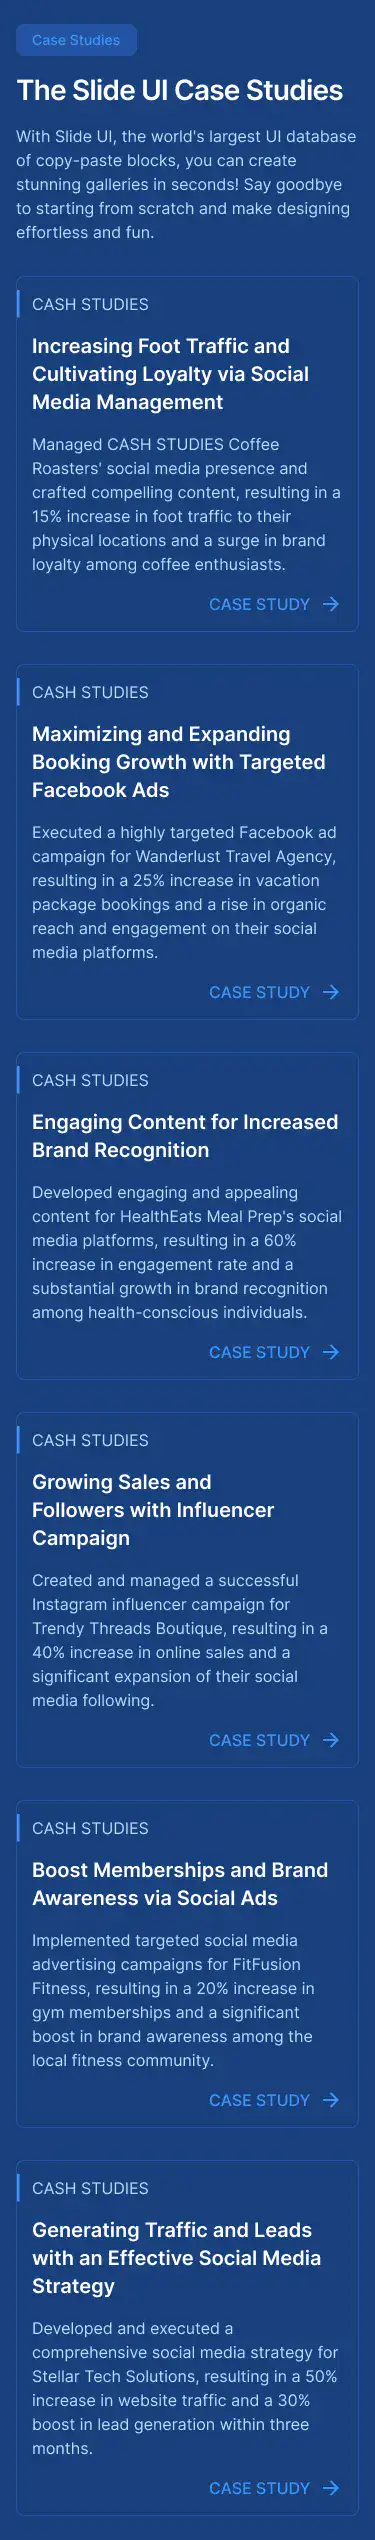 Case Studies
The Slide UI Case Studies
With Slide UI, the world's largest UI database
of copy-paste blocks, you can create
stunning galleries in seconds! Say goodbye
to starting from scratch and make designing
effortless and fun.
CASH STUDIES
Increasing Foot Traffic and
Cultivating Loyalty via Social
Media Management
Managed CASH STUDIES Coffee
Roasters' social media presence and
crafted compelling content, resulting in a
15% increase in foot traffic to their
physical locations and a surge in brand
loyalty among coffee enthusiasts.
CASE STUDY
CASH STUDIES
Maximizing and Expanding
Booking Growth with Targeted
Facebook Ads
Executed a highly targeted Facebook ad
campaign for Wanderlust Travel Agency,
resulting in a 25% increase in vacation
package bookings and a rise in organic
reach and engagement on their social
media platforms.
CASE STUDY
CASH STUDIES
Engaging Content for Increased
Brand Recognition
Developed engaging and appealing
content for HealthEats Meal Prep's social
media platforms, resulting in a 60%
increase in engagement rate and a
substantial growth in brand recognition
among health-conscious individuals.
CASE STUDY
CASH STUDIES
Growing Sales and
Followers with Influencer
Campaign
Created and managed a successful
Instagram influencer campaign for
Trendy Threads Boutique, resulting in a
40% increase in online sales and a
significant expansion of their social
media following.
CASE STUDY
CASH STUDIES
Boost Memberships and Brand
Awareness via Social Ads
Implemented targeted social media
advertising campaigns for FitFusion
Fitness, resulting in a 20% increase in
gym memberships and a significant
boost in brand awareness among the
local fitness community.
CASE STUDY
CASH STUDIES
Generating Traffic and Leads
with an Effective Social Media
Strategy
Developed and executed a
comprehensive social media strategy for
Stellar Tech Solutions, resulting in a 50%
increase in website traffic and a 30%
boost in lead generation within three
months.
CASE STUDY